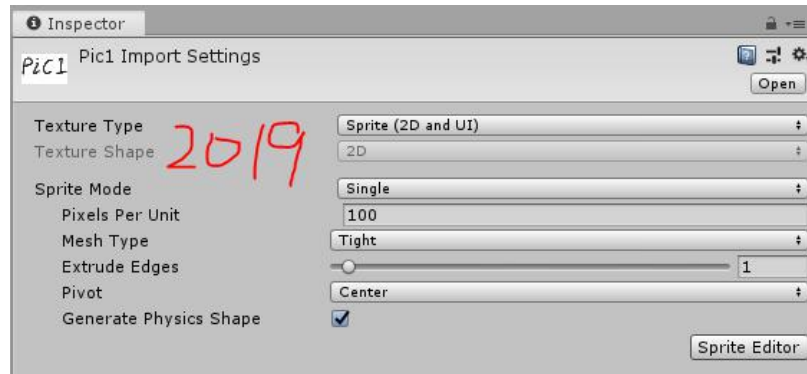 Inspector
PiC1 Pic1 Import Settings
Open
Texture Type Sprite (2D and UI)
2019
Texture Shape 2D
Sprite Mode Single
Pixels Per Unit 100
Mesh Type Tight
Extrude Edges 1
Pivot Center
Generate Physics Shape
Sprite Editor